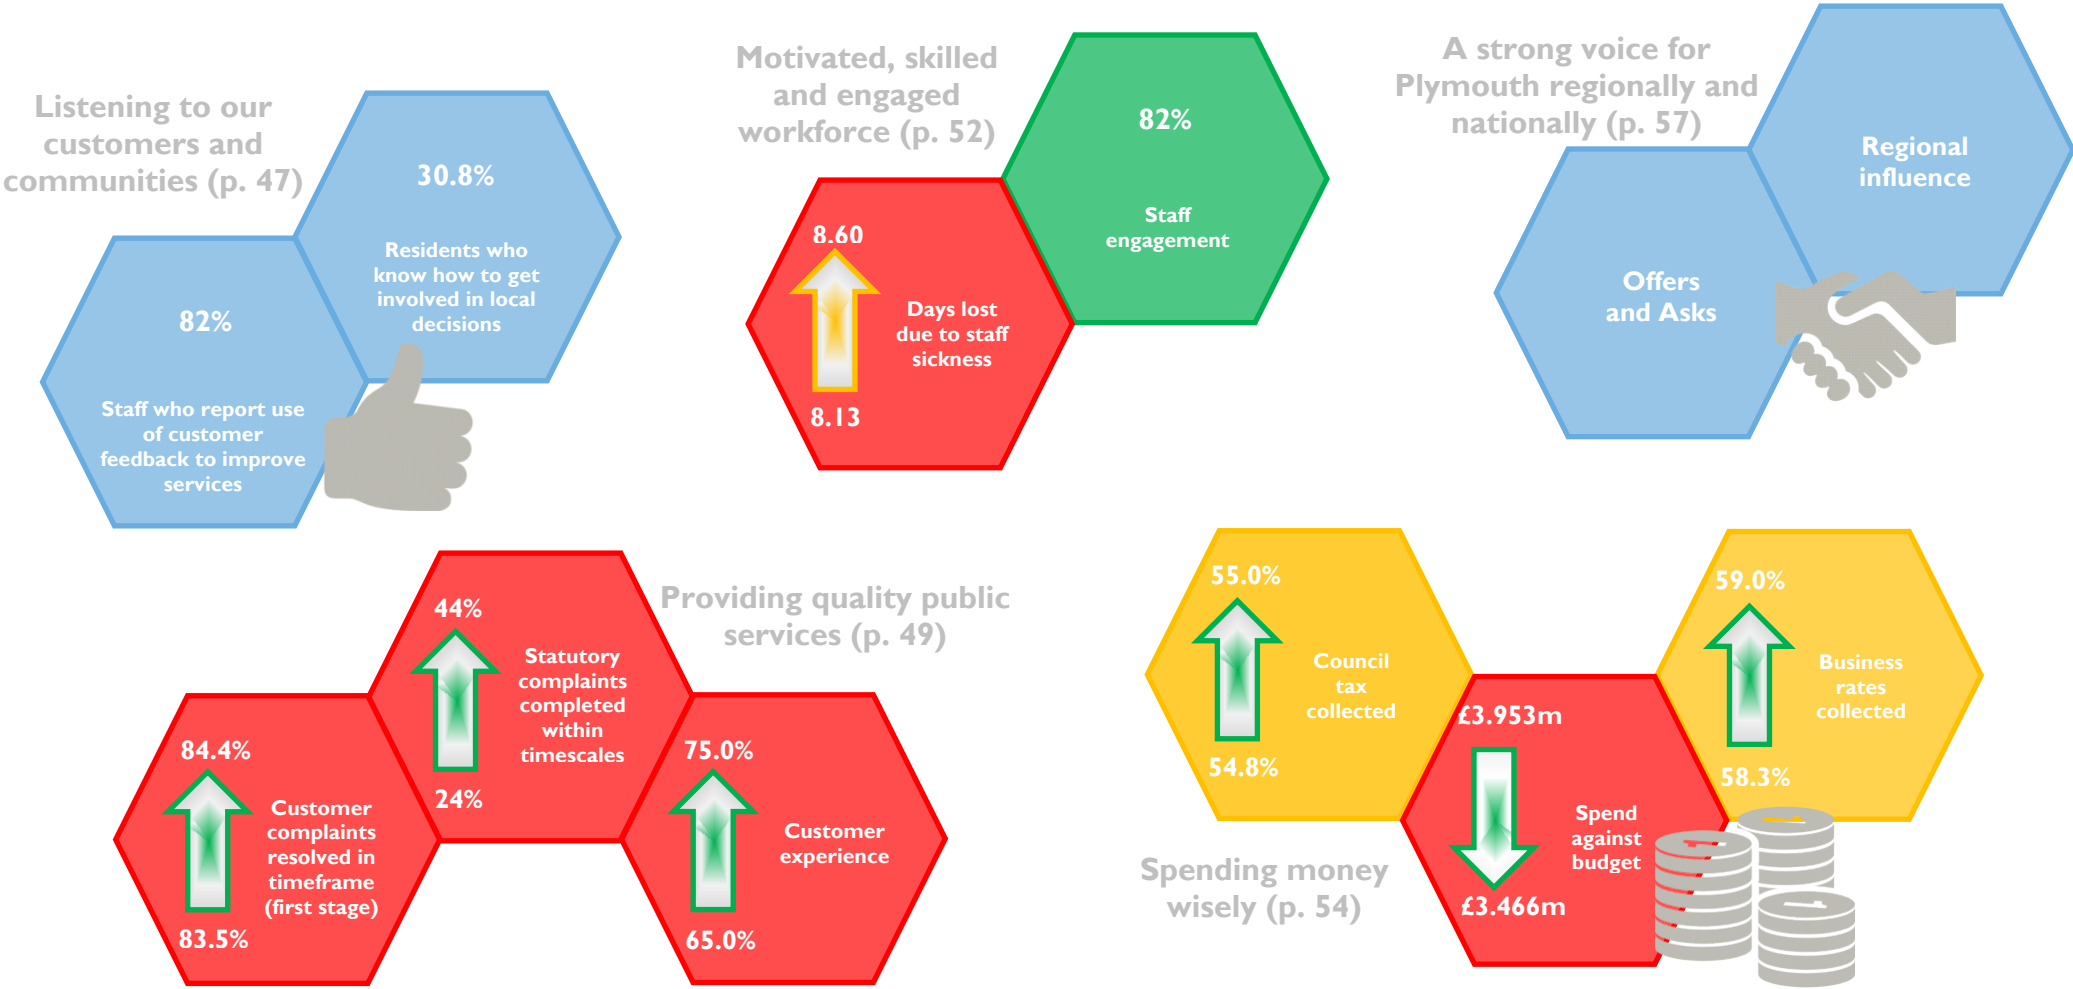 Listening to our
customers and
communities (p. 47)
30.8%
Residents who
know how to get
involved in local
decisions
82%
Staff who report use
of customer
feedback to improve
services
Motivated, skilled
and engaged
workforce (p. 52)
82%
Staff
engagement
8.60
Days lost
due to staff
sickness
8.13
A strong voice for
Plymouth regionally and
nationally (p. 57)
Regional
influence
Offers
and Asks
Providing quality public
services (p. 49)
44%
Statutory
complaints
completed
within
timescales
24%
84.4%
Customer
complaints
resolved in
timeframe
(first stage)
83.5%
75.0%
Customer
experience
65.0%
55.0%
Council
tax
collected
54.8%
£3.953m
Spend
against
budget
£3.466m
59.0%
Business
rates
collected
58.3%
Spending money
wisely (p. 54)